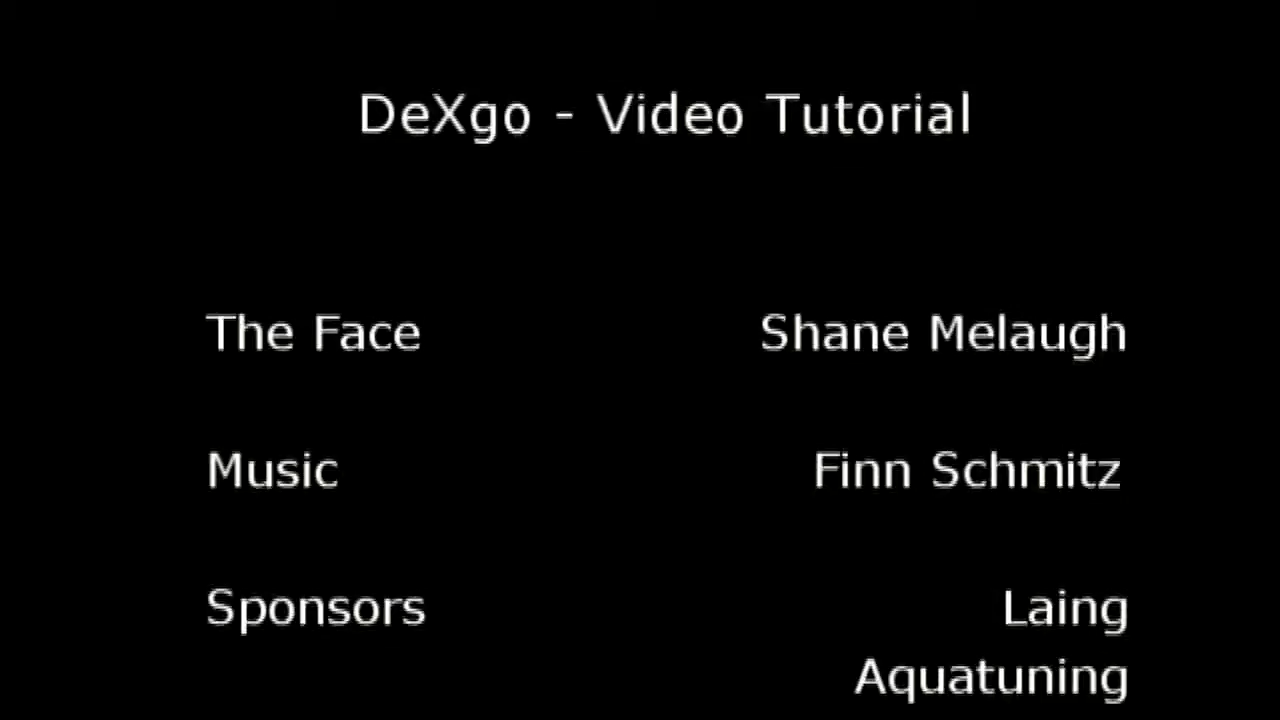 DeXgo - Video Tutorial
The Face Shane Melaugh
Music Finn Schmitz
Sponsors Laing
Aquatuning